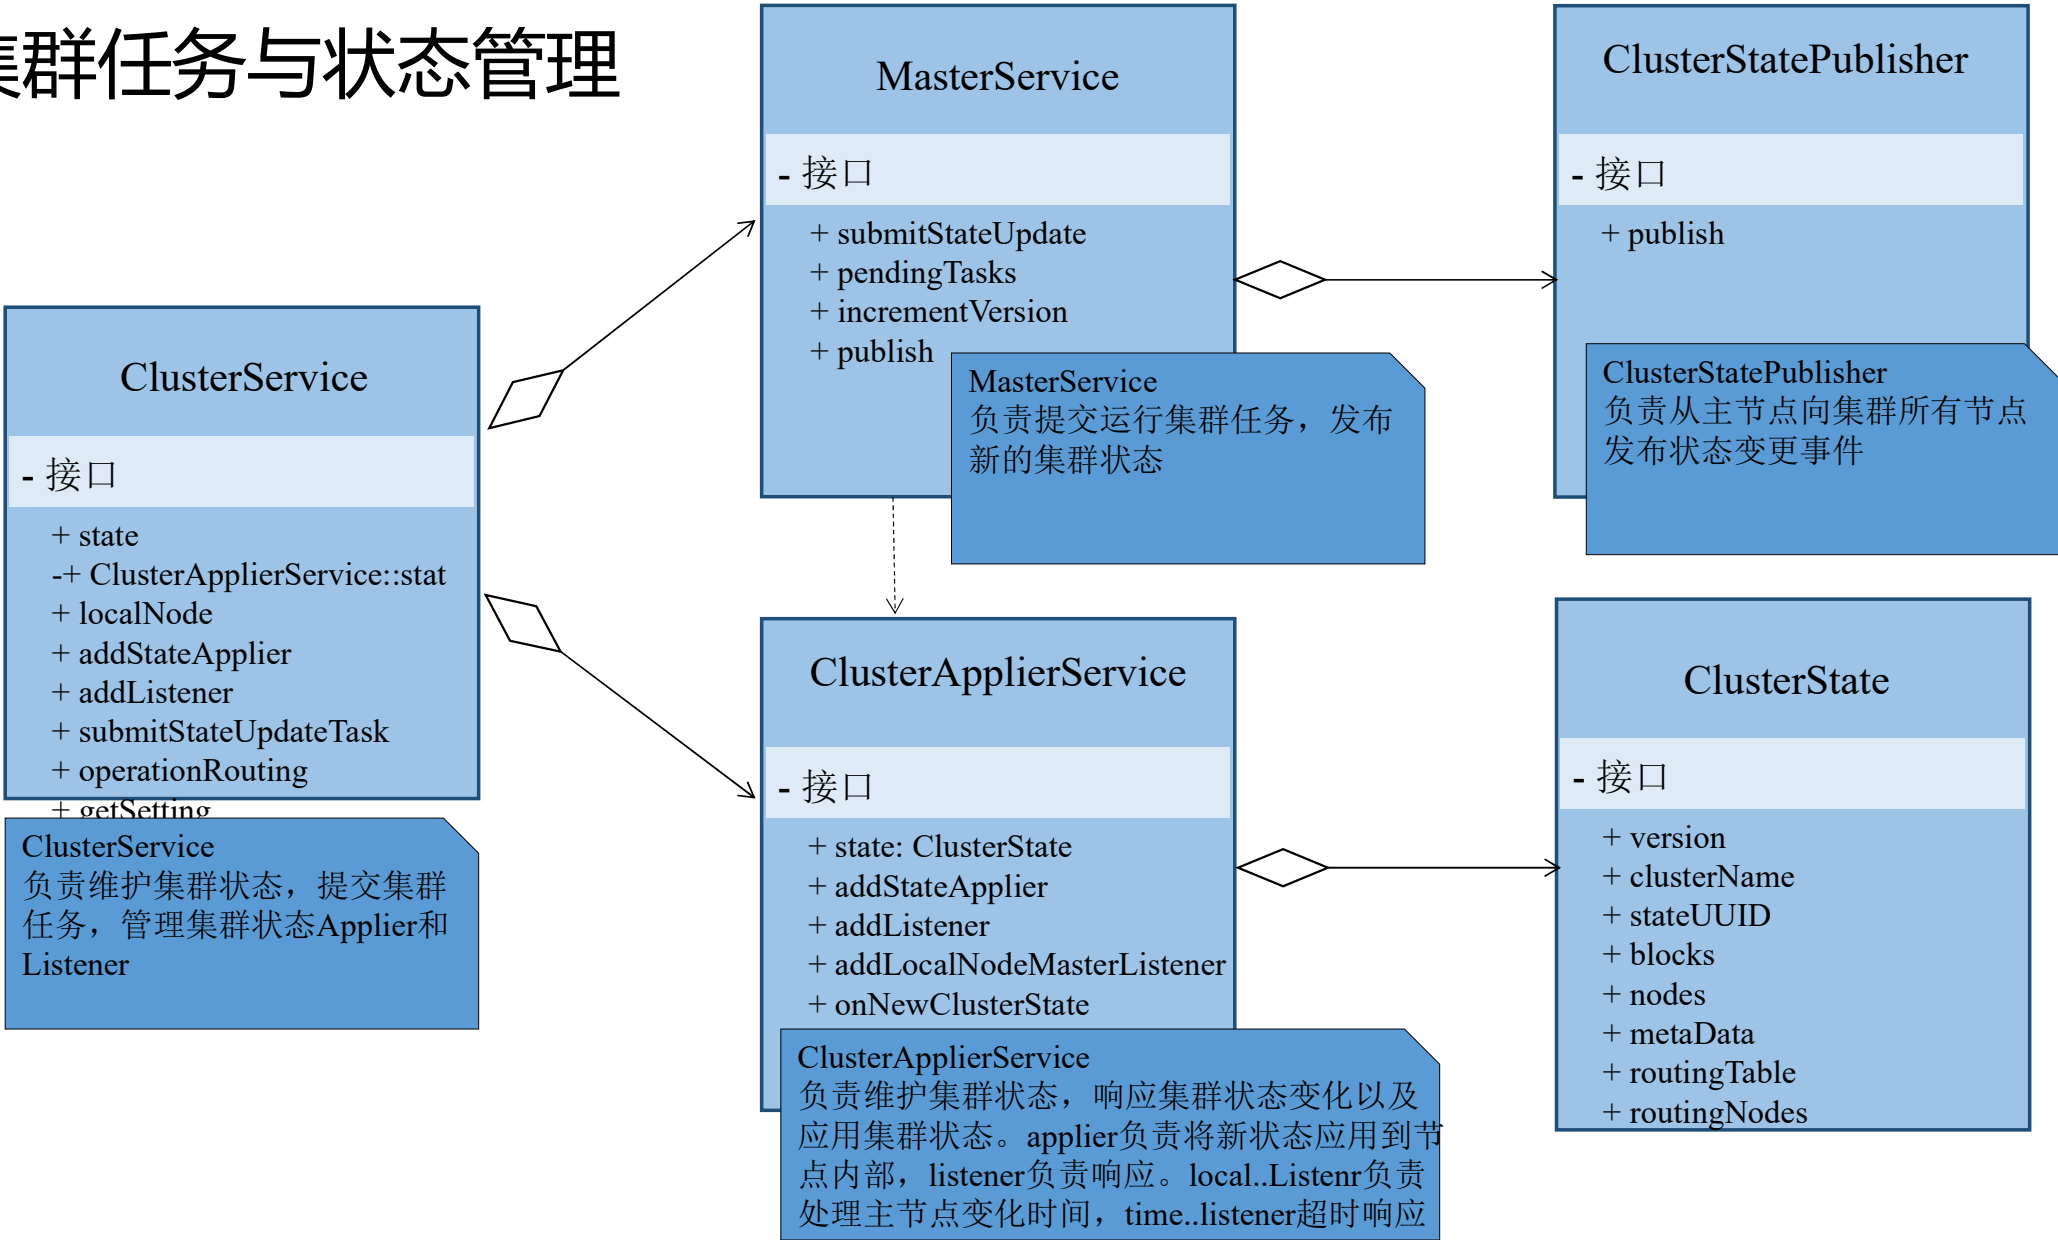 集群任务与状态管理
MasterService
- 接口
+ submitStateUpdate
+ pendingTasks
+ incrementVersion
+ publish
MasterService
负责提交运行集群任务，发布
新的集群状态
ClusterStatePublisher
- 接口
+ publish
ClusterStatePublisher
负责从主节点向集群所有节点
发布状态变更事件
ClusterService
- 接口
+ state
-+ ClusterApplierService::stat
+ localNode
+ addStateApplier
+ addListener
+ submitStateUpdateTask
+ operationRouting
+ getSetting
ClusterService
负责维护集群状态，提交集群
任务，管理集群状态Applier和
Listener
ClusterApplierService
- 接口
+ state: ClusterState
+ addStateApplier
+ addListener
+ addLocalNodeMasterListener
+ onNewClusterState
ClusterApplierService
负责维护集群状态，响应集群状态变化以及
应用集群状态。applier负责将新状态应用到节
点内部，listener负责响应。local..Listenr负责
处理主节点变化时间，time..listener超时响应
ClusterState
- 接口
+ version
+ clusterName
+ stateUUID
+ blocks
+ nodes
+ metaData
+ routingTable
+ routingNodes